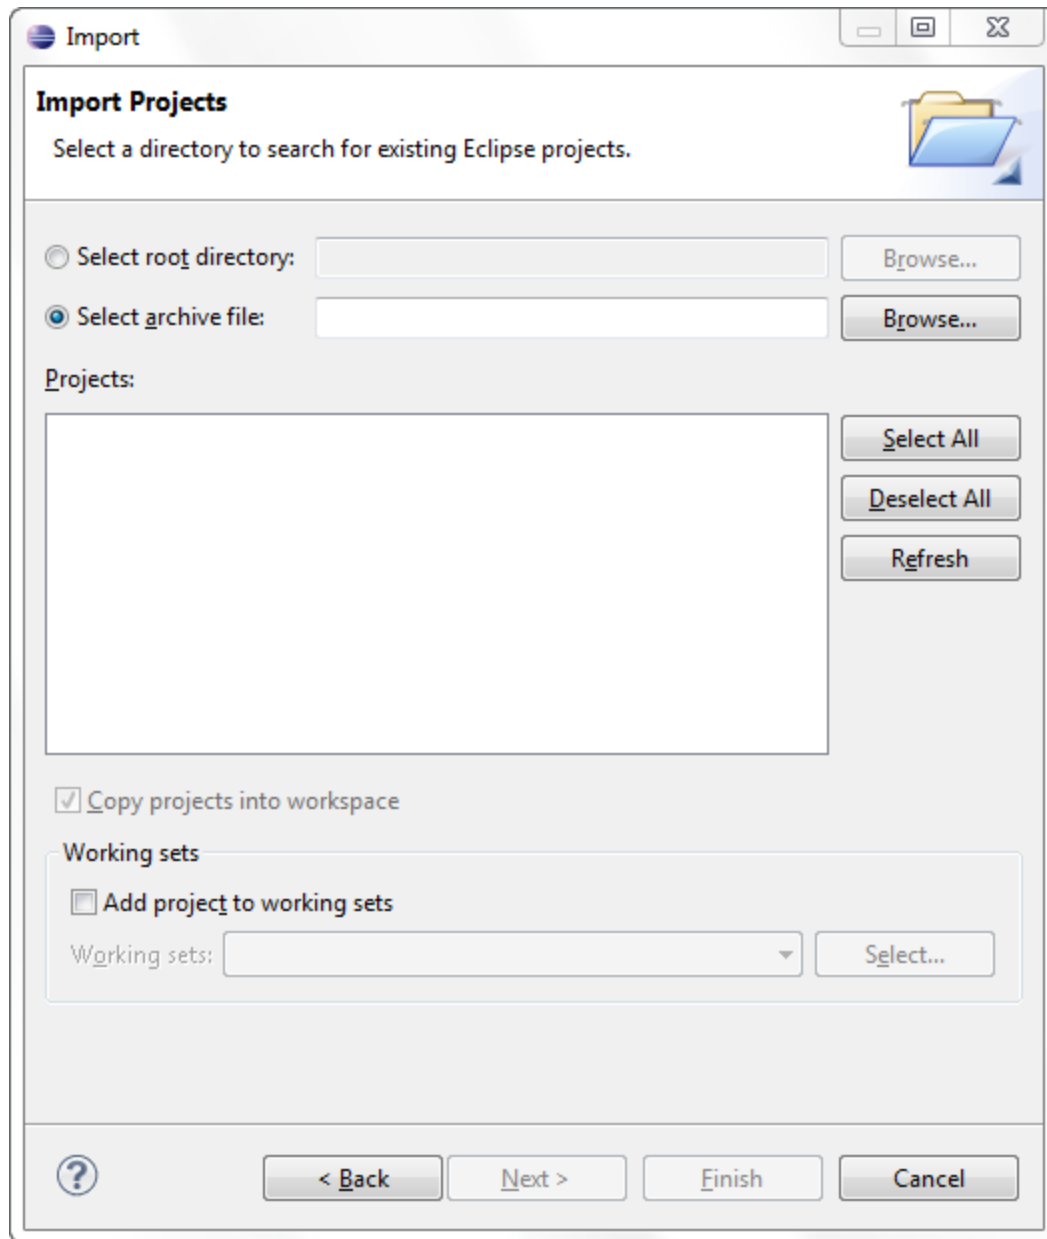 Import
Import Projects
Select a directory to search for existing Eclipse projects.
Select root directory: Browse...
Select archive file: Browse...
Projects:
Select All
Deselect All
Refresh
Copy projects into workspace
Working sets
Add project to working sets
Working sets: Select...
? < Back Next > Finish Cancel